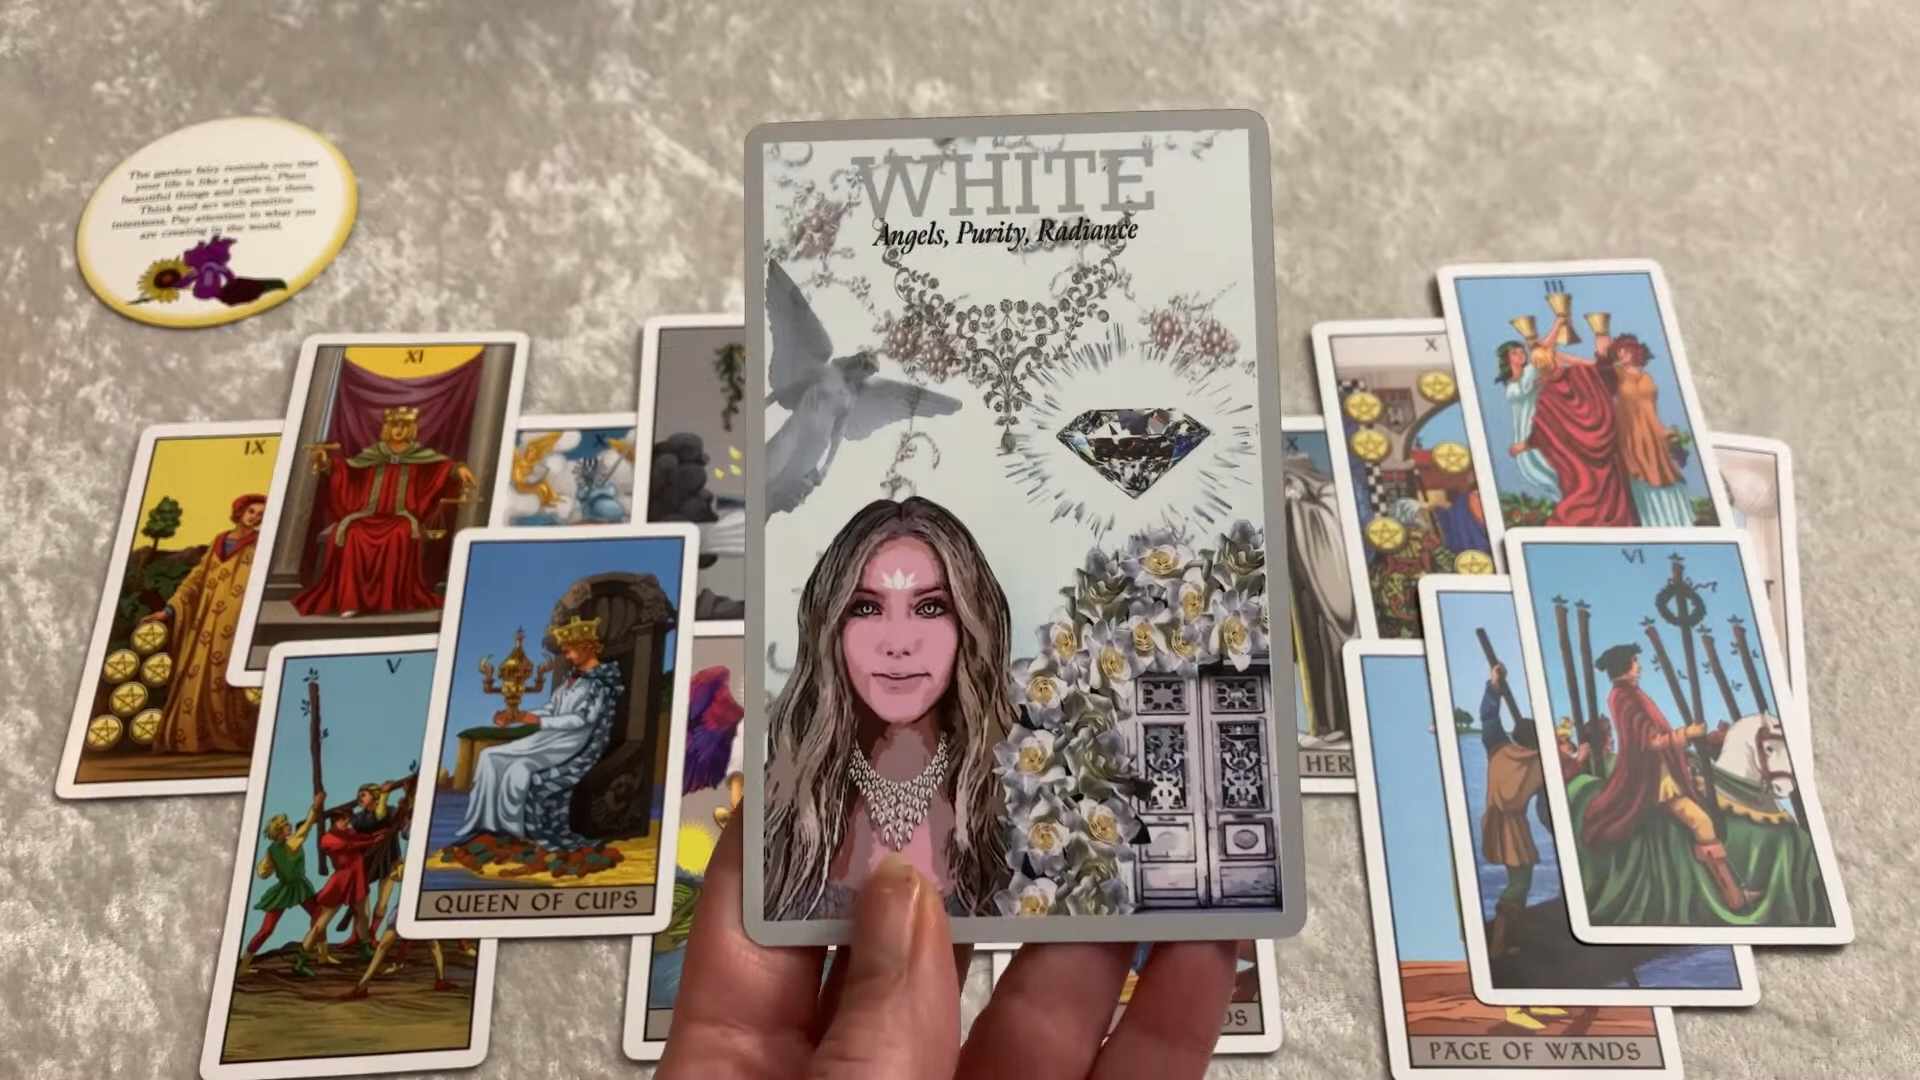 The garden fairy reminds you that
your life is like a garden. Plant
beautiful things and care for them.
Think and act with positive
intentions. Pay attention to what you
are creating in the world.
WHITE
Angels, Purity, Radiance
IX
XI
X
X
X
III
V
VI
QUEEN OF CUPS
HER
DS
PAGE OF WANDS